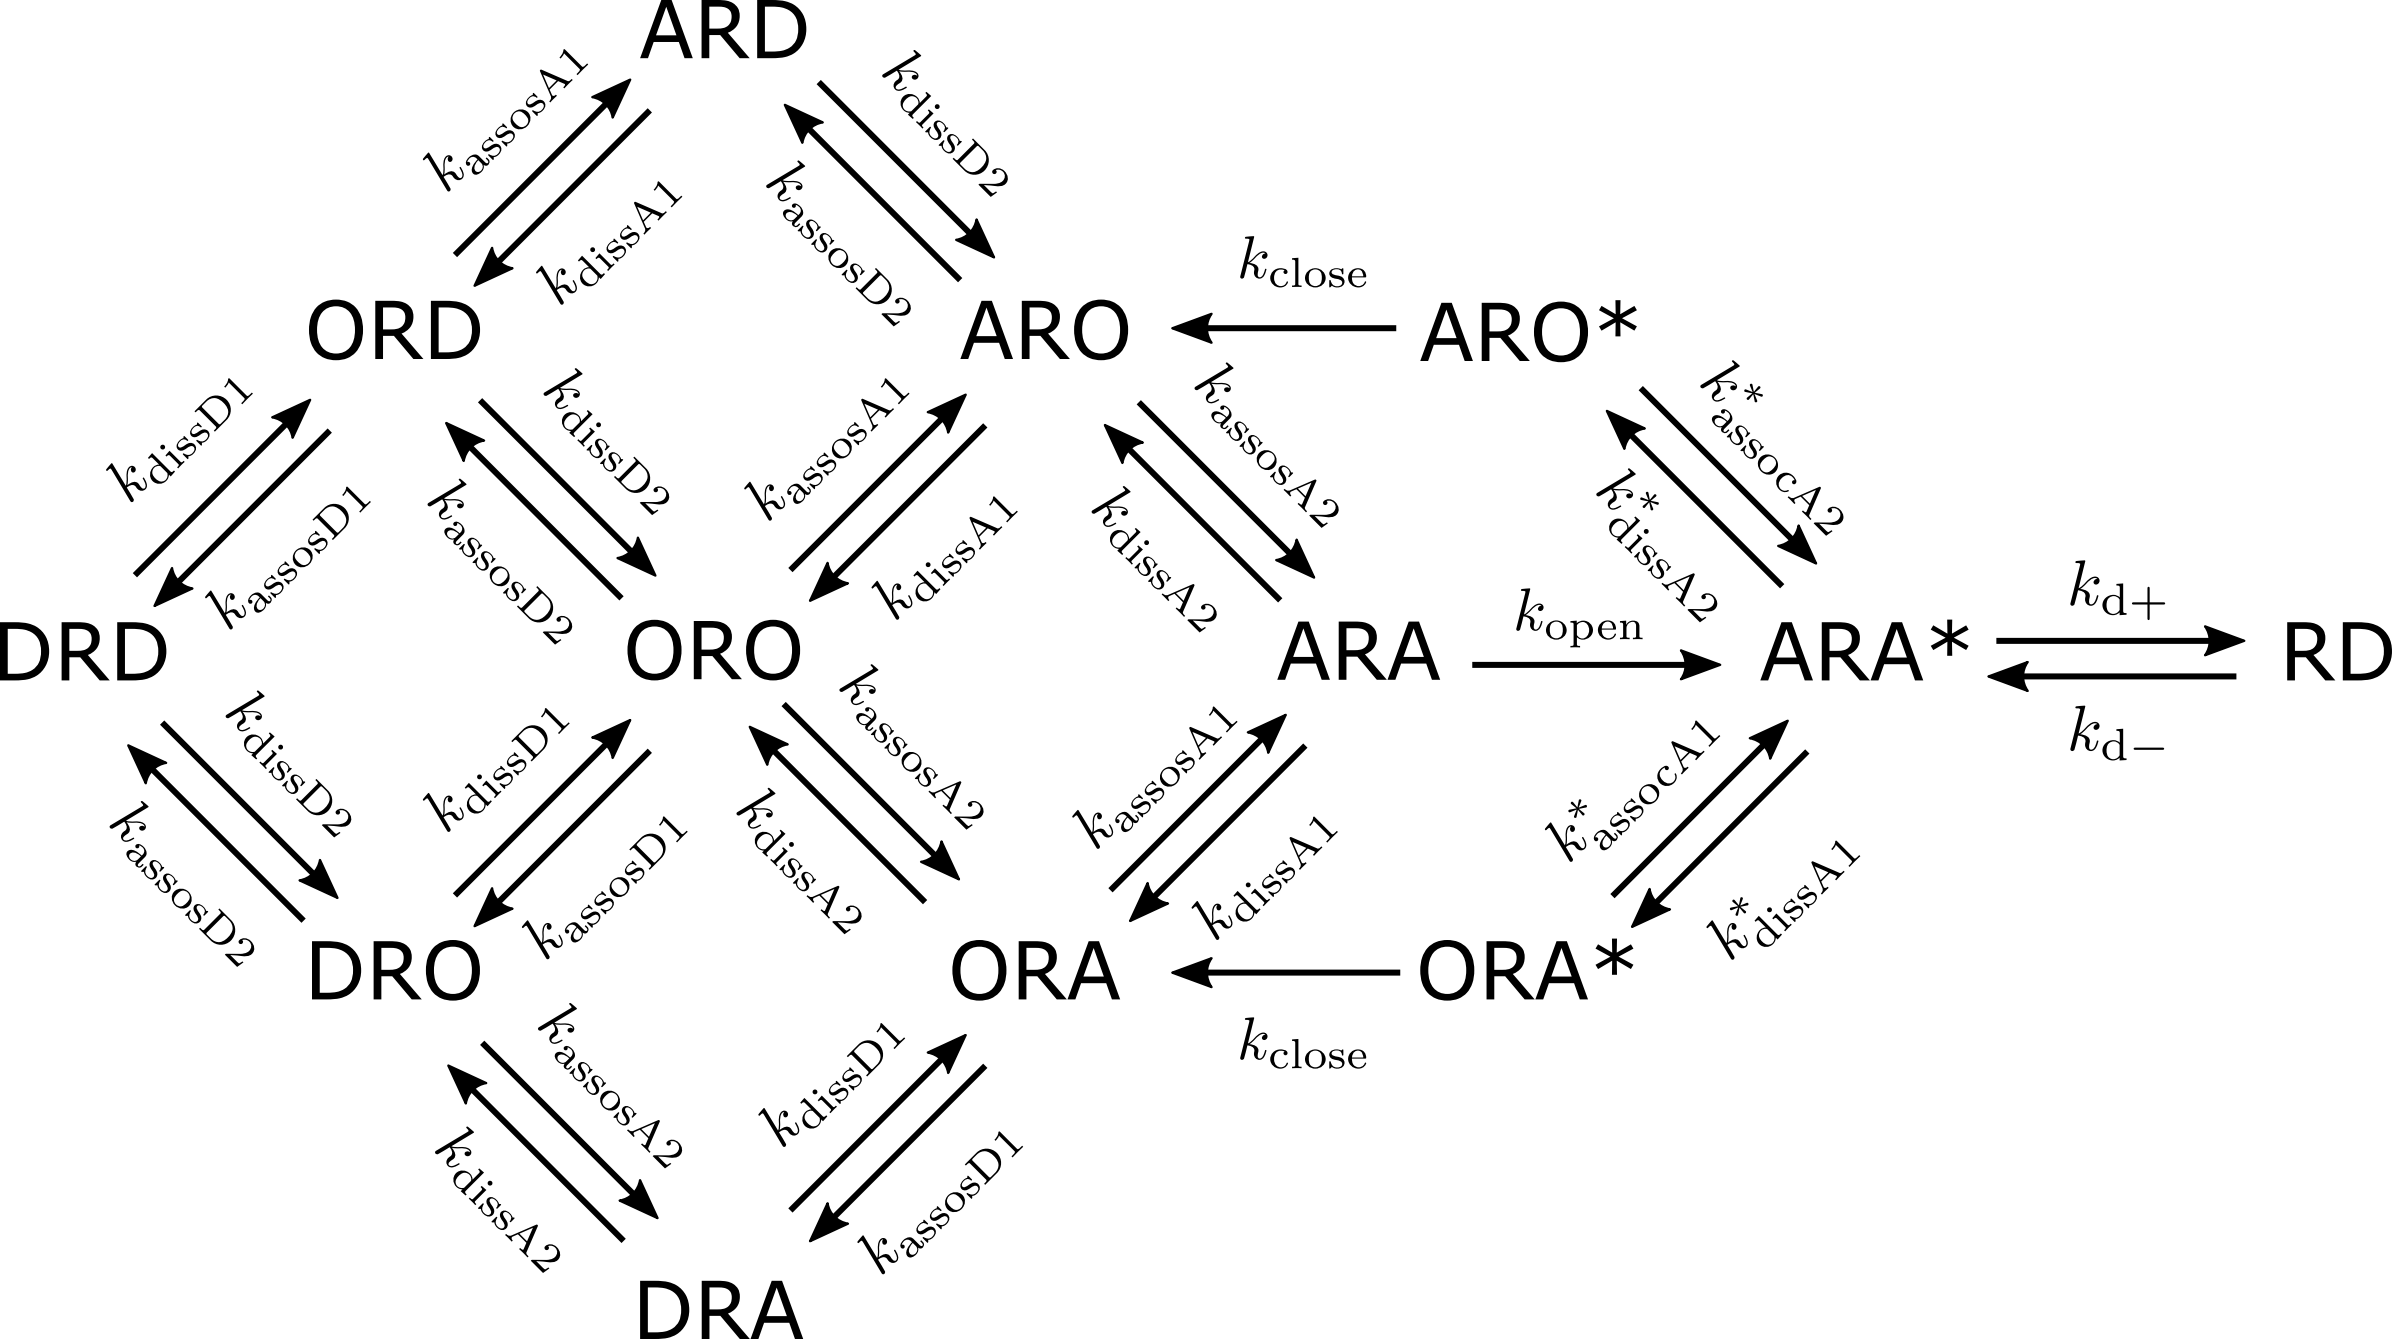 ARD
k_assosA1
k_dissD2
k_dissA1
k_assosD2
k_close
ORD
ARO
ARO*
k_dissD1
k_dissD2
k_assosA1
k_assosA2
k*_assocA2
k_assosD1
k_assosD2
k_dissA1
k_dissA2
k*_dissA2
k_open
k_d+
DRD
ORO
ARA
ARA*
RD
k_d−
k_dissD2
k_dissD1
k_assosA2
k_assosA1
k*_assocA1
k_assosD2
k_assosD1
k_dissA2
k_dissA1
k*_dissA1
DRO
ORA
ORA*
k_close
k_assosA2
k_dissD1
k_dissA2
k_assosD1
DRA